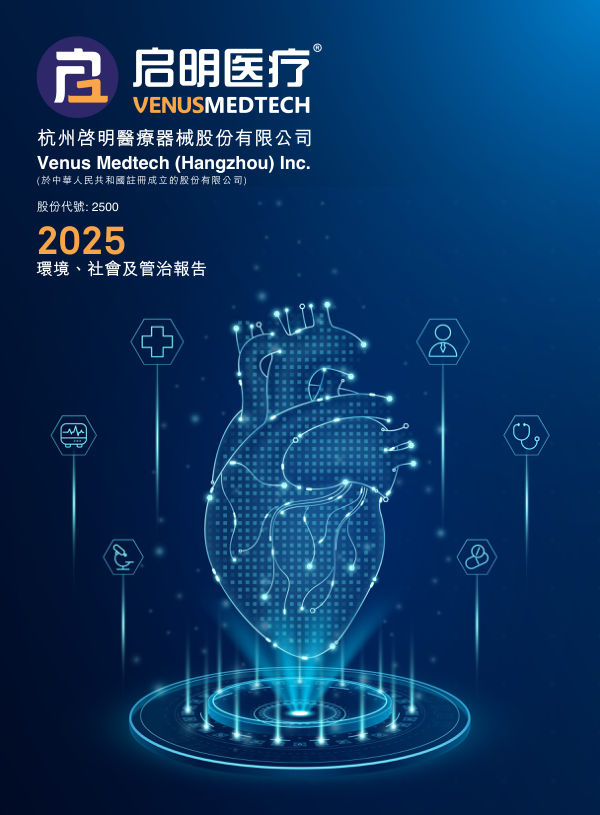 启明医疗®
VENUSMEDTECH
杭州啓明醫療器械股份有限公司
Venus Medtech (Hangzhou) Inc.
(於中華人民共和國註冊成立的股份有限公司)
股份代號: 2500
2025
環境、社會及管治報告